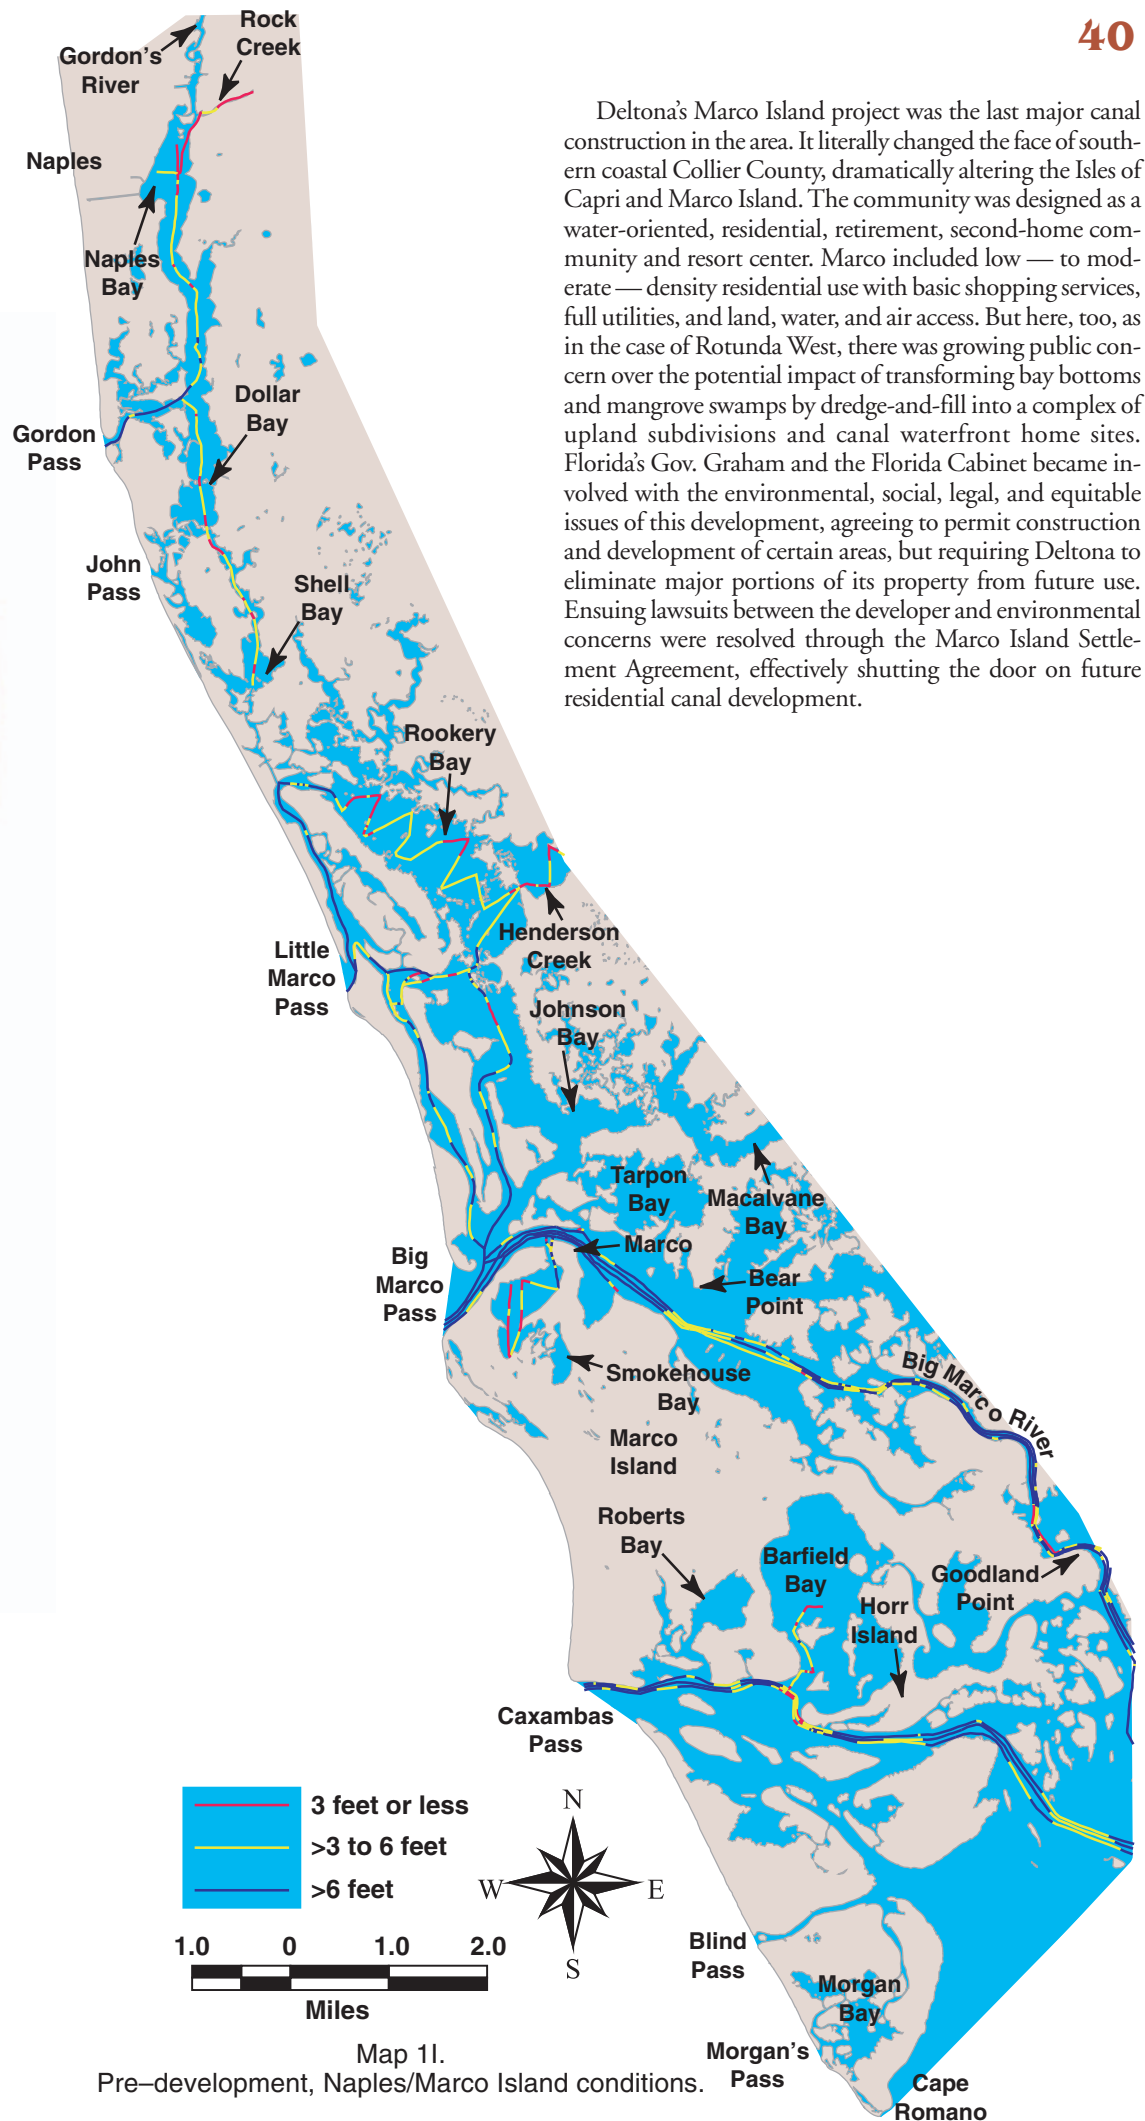 40
Deltona’s Marco Island project was the last major canal
construction in the area. It literally changed the face of south-
ern coastal Collier County, dramatically altering the Isles of
Capri and Marco Island. The community was designed as a
water-oriented, residential, retirement, second-home com-
munity and resort center. Marco included low — to mod-
erate — density residential use with basic shopping services,
full utilities, and land, water, and air access. But here, too, as
in the case of Rotunda West, there was growing public con-
cern over the potential impact of transforming bay bottoms
and mangrove swamps by dredge-and-fill into a complex of
upland subdivisions and canal waterfront home sites.
Florida’s Gov. Graham and the Florida Cabinet became in-
volved with the environmental, social, legal, and equitable
issues of this development, agreeing to permit construction
and development of certain areas, but requiring Deltona to
eliminate major portions of its property from future use.
Ensuing lawsuits between the developer and environmental
concerns were resolved through the Marco Island Settle-
ment Agreement, effectively shutting the door on future
residential canal development.
Rock
Creek
Gordon’s
River
Naples
Naples
Bay
Dollar
Bay
Gordon
Pass
John
Pass
Shell
Bay
Rookery
Bay
Henderson
Creek
Little
Marco
Pass
Johnson
Bay
Tarpon
Bay
Macalvane
Bay
Marco
Big
Marco
Pass
Bear
Point
Smokehouse
Bay
Big Marco River
Marco
Island
Roberts
Bay
Barfield
Bay
Goodland
Point
Horr
Island
Caxambas
Pass
3 feet or less
>3 to 6 feet
>6 feet
N
W
E
S
1.0 0 1.0 2.0
Miles
Blind
Pass
Morgan
Bay
Morgan’s
Pass
Cape
Romano
Map 1I.
Pre–development, Naples/Marco Island conditions.